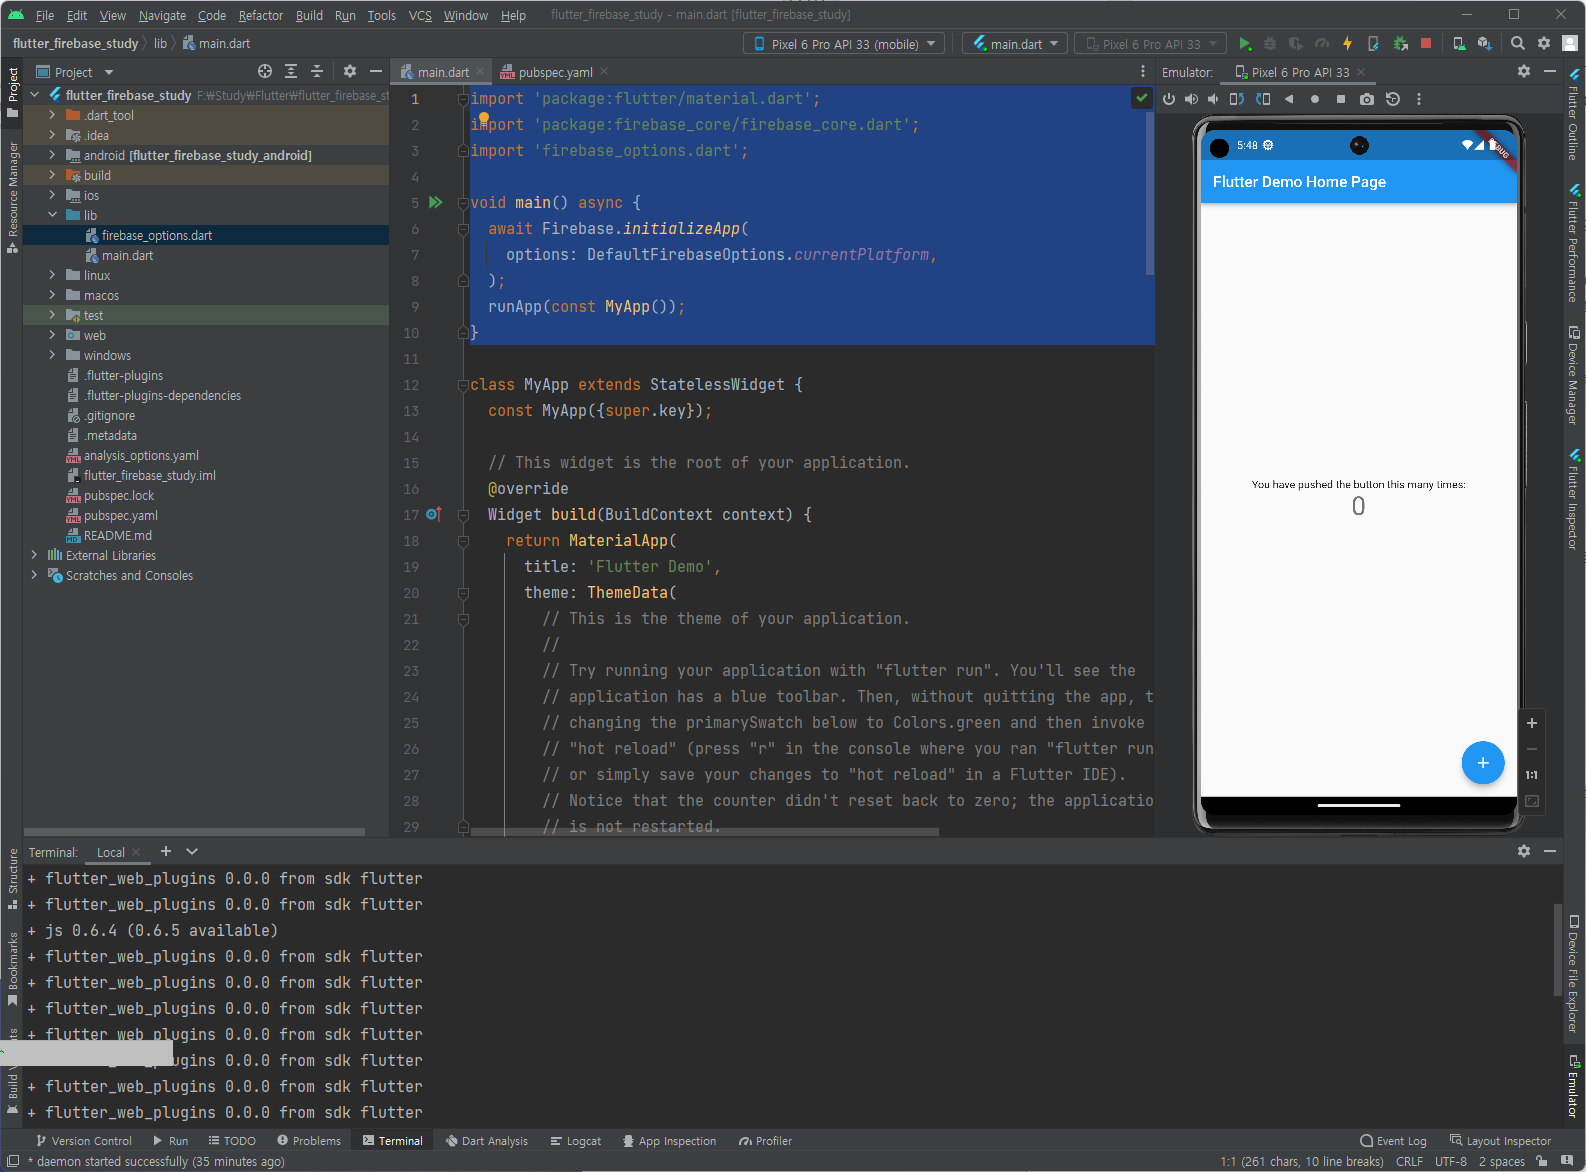 File Edit View Navigate Code Refactor Build Run Tools VCS Window Help flutter_firebase_study - main.dart [flutter_firebase_study]
flutter_firebase_study lib main.dart Pixel 6 Pro API 33 (mobile) main.dart Pixel 6 Pro API 33
Project
Resource Manager
Structure
Bookmarks
Project
flutter_firebase_study F:₩Study₩Flutter₩flutter_firebase_st
.dart_tool
.idea
android [flutter_firebase_study_android]
build
ios
lib
firebase_options.dart
main.dart
linux
macos
test
web
windows
.flutter-plugins
.flutter-plugins-dependencies
.gitignore
.metadata
analysis_options.yaml
flutter_firebase_study.iml
pubspec.lock
pubspec.yaml
README.md
External Libraries
Scratches and Consoles
main.dart pubspec.yaml
1 import 'package:flutter/material.dart';
2 import 'package:firebase_core/firebase_core.dart';
3 import 'firebase_options.dart';
4
5 void main() async {
6 await Firebase.initializeApp(
7 options: DefaultFirebaseOptions.currentPlatform,
8 );
9 runApp(const MyApp());
10 }
11
12 class MyApp extends StatelessWidget {
13 const MyApp({super.key});
14
15 // This widget is the root of your application.
16 @override
17 Widget build(BuildContext context) {
18 return MaterialApp(
19 title: 'Flutter Demo',
20 theme: ThemeData(
21 // This is the theme of your application.
22 //
23 // Try running your application with "flutter run". You'll see the
24 // application has a blue toolbar. Then, without quitting the app, t
25 // changing the primarySwatch below to Colors.green and then invoke
26 // "hot reload" (press "r" in the console where you ran "flutter run
27 // or simply save your changes to "hot reload" in a Flutter IDE).
28 // Notice that the counter didn't reset back to zero; the applicatio
29 // is not restarted.
Emulator: Pixel 6 Pro API 33
5:48
DEBUG
Flutter Demo Home Page
You have pushed the button this many times:
0
+
+
1:1
Flutter Outline
Flutter Performance
Device Manager
Flutter Inspector
Device File Explorer
Emulator
Terminal: Local
+ flutter_web_plugins 0.0.0 from sdk flutter
+ flutter_web_plugins 0.0.0 from sdk flutter
+ js 0.6.4 (0.6.5 available)
+ flutter_web_plugins 0.0.0 from sdk flutter
+ flutter_web_plugins 0.0.0 from sdk flutter
+ flutter_web_plugins 0.0.0 from sdk flutter
+ flutter_web_plugins 0.0.0 from sdk flutter
ugins 0.0.0 from sdk flutter
+ flutter_web_plugins 0.0.0 from sdk flutter
+ flutter_web_plugins 0.0.0 from sdk flutter
Build
Version Control Run TODO Problems Terminal Dart Analysis Logcat App Inspection Profiler Event Log Layout Inspector
* daemon started successfully (35 minutes ago) 1:1 (261 chars, 10 line breaks) CRLF UTF-8 2 spaces